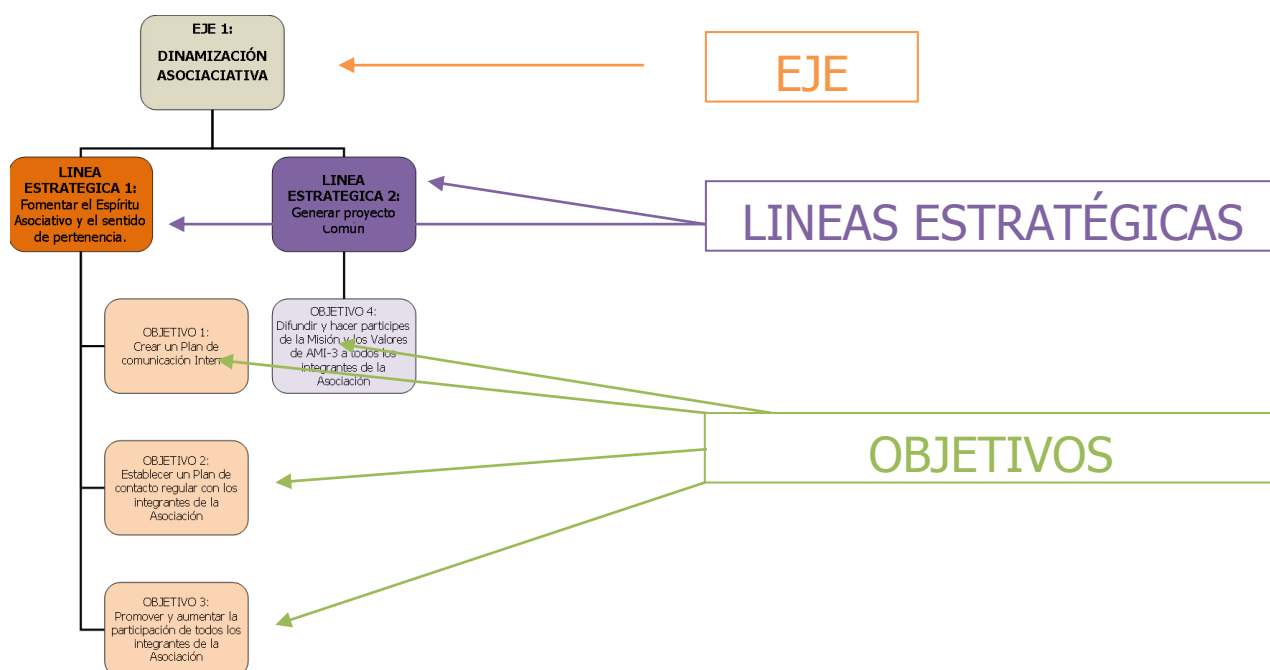 EJE 1:
DINAMIZACIÓN
ASOCIACIATIVA
EJE
LINEA
ESTRATEGICA 1:
Fomentar el Espíritu
Asociativo y el sentido
de pertenencia.
LINEA
ESTRATEGICA 2:
Generar proyecto
Común
LINEAS ESTRATÉGICAS
OBJETIVO 1:
Crear un Plan de
comunicación
OBJETIVO 4:
Difundir y hacer participes
de la Misión y los Valores
de AMI-3 a todos los
integrantes de la
Asociación
OBJETIVO 2:
Establecer un Plan de
contacto regular con los
integrantes de la
Asociación
OBJETIVOS
OBJETIVO 3:
Promover y aumentar la
participación de todos los
integrantes de la
Asociación